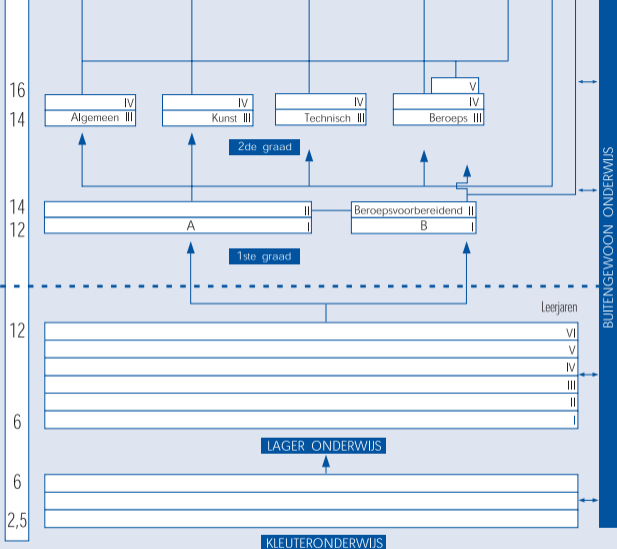 16
V
IV
IV
IV
IV
14
Algemeen III
Kunst III
Technisch III
Beroeps III
2de graad
14
II
Beroepsvoorbereidend II
12
A I
B I
1ste graad
BUITENGEWOON ONDERWIJS
Leerjaren
12
VI
V
IV
III
II
6
I
LAGER ONDERWIJS
6
2,5
KLEUTERONDERWIJS